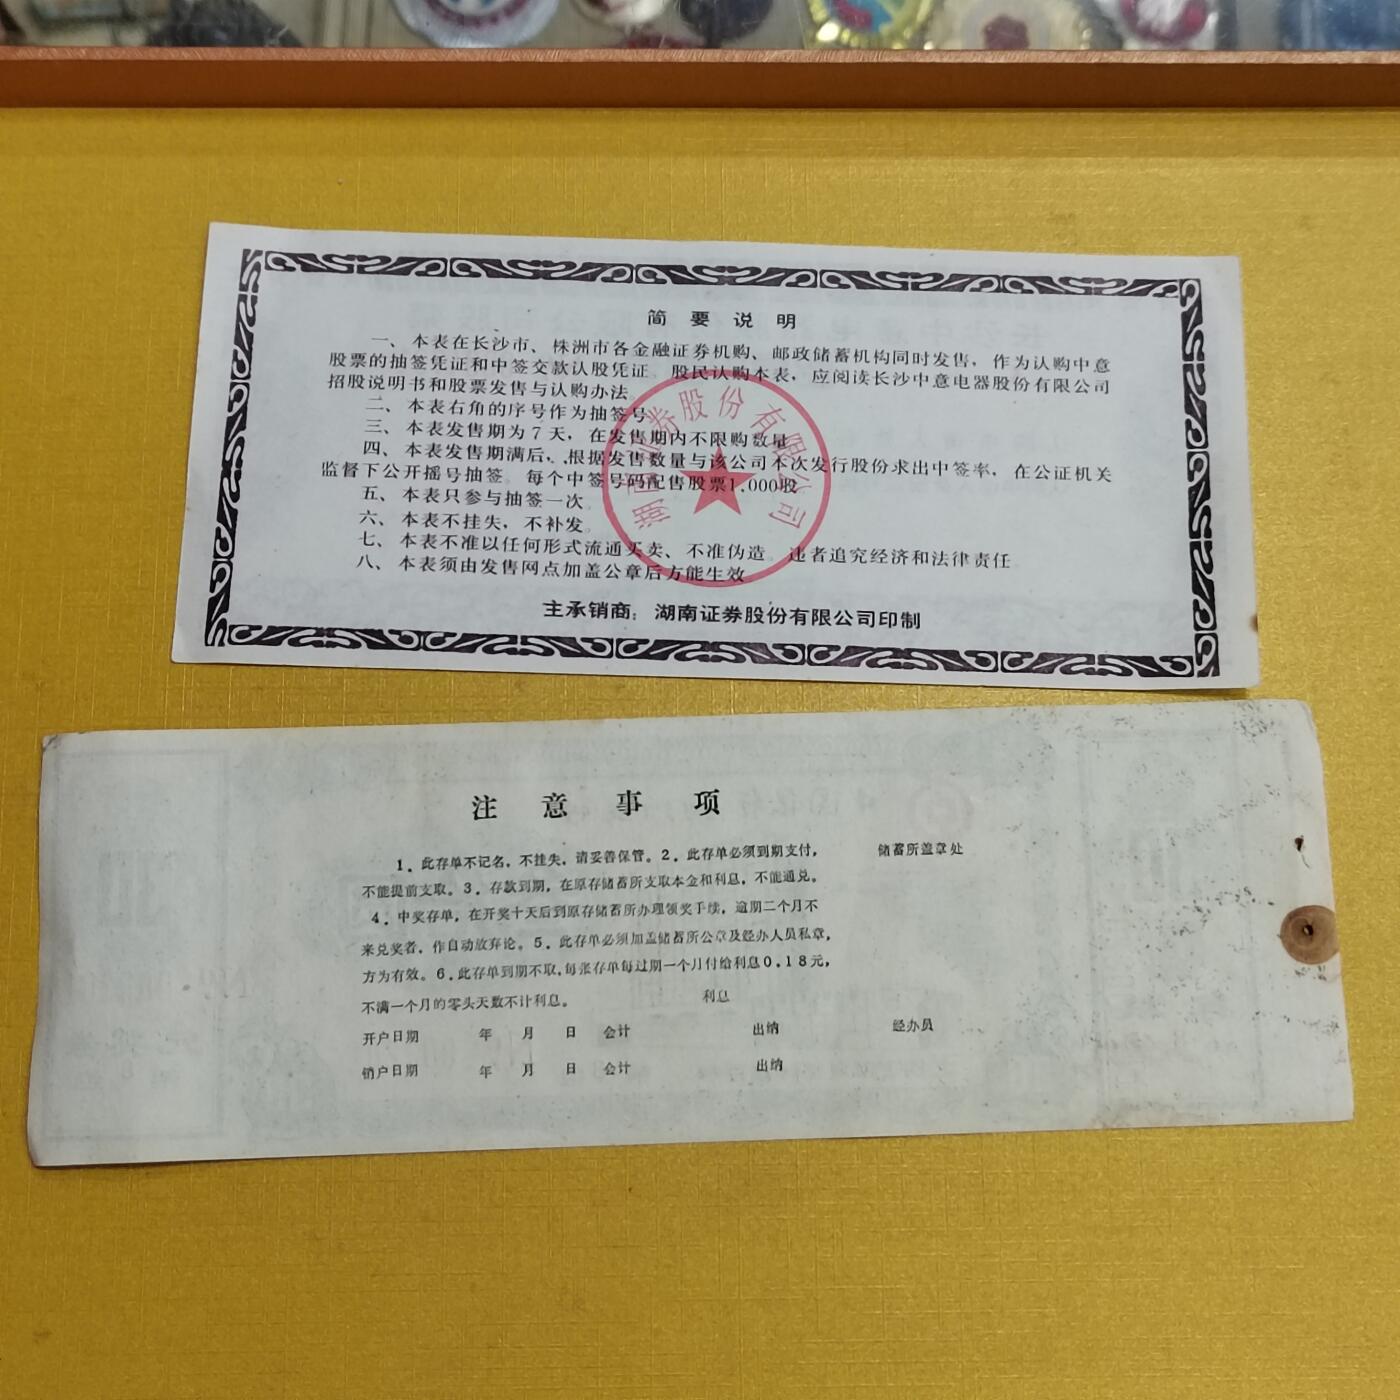 简 要 说 明
一、本表在长沙市、株洲市各金融证券机购、邮政储蓄机构同时发售，作为认购中意
股票的抽签凭证和中签交款认股凭证。股民认购本表，应阅读长沙中意电器股份有限公司
招股说明书和股票发售与认购办法。
二、本表右角的序号作为抽签号
三、本表发售期为7天，在发售期内不限购数量
四、本表发售期满后，根据发售数量与该公司本次发行股份求出中签率，在公证机关
监督下公开摇号抽签。每个中签号码配售股票1,000股
五、本表只参与抽签一次。
六、本表不挂失，不补发。
七、本表不准以任何形式流通买卖、不准伪造。违者追究经济和法律责任
八、本表须由发售网点加盖公章后方能生效
湖南证券股份有限公司
主承销商：湖南证券股份有限公司印制
注 意 事 项
1．此存单不记名，不挂失，请妥善保管。2．此存单必须到期支付，
不能提前支取。3．存款到期，在原存储蓄所支取本金和利息，不能通兑。
4．中奖存单，在开奖十天后到原存储蓄所办理领奖手续，逾期二个月不
来兑奖者，作自动放弃论。5．此存单必须加盖储蓄所公章及经办人员私章，
方为有效。6．此存单到期不取，每张存单每过期一个月付给利息0.18元，
不满一个月的零头天数不计利息。
储蓄所盖章处
利息
开户日期 年 月 日 会计 出纳 经办员
销户日期 年 月 日 会计 出纳